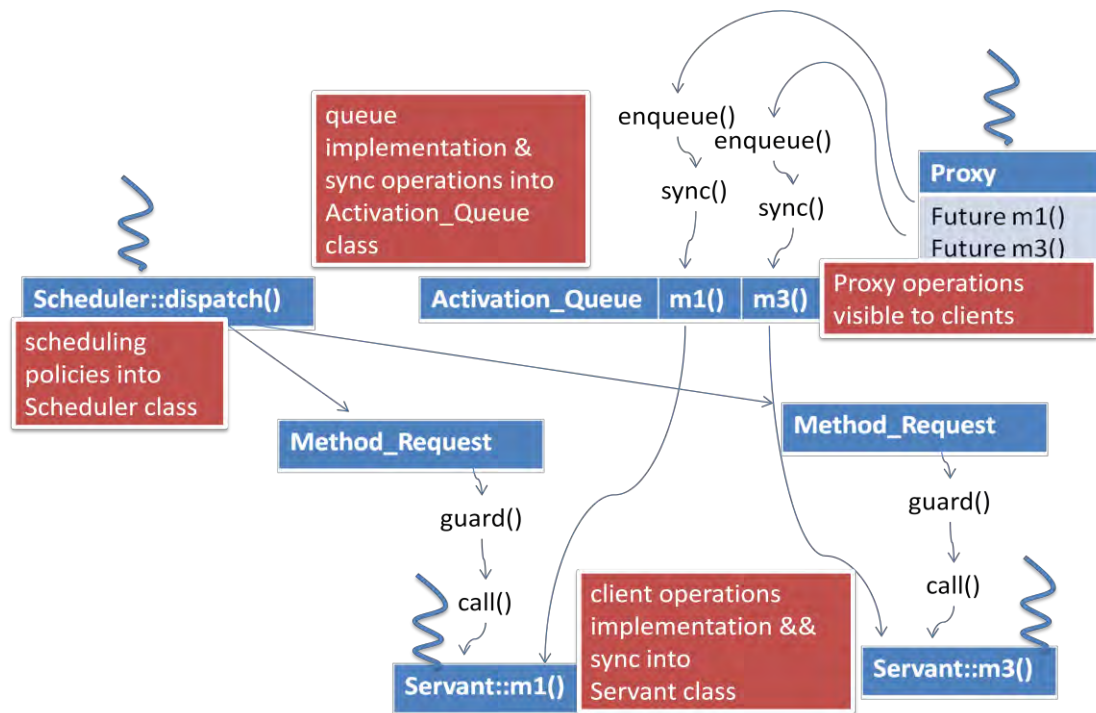 queue
implementation &
sync operations into
Activation_Queue
class
enqueue()
enqueue()
sync()
sync()
Proxy
Future m1()
Future m3()
Scheduler::dispatch()
Activation_Queue
m1()
m3()
Proxy operations
visible to clients
scheduling
policies into
Scheduler class
Method_Request
Method_Request
guard()
guard()
call()
call()
client operations
implementation &&
sync into
Servant class
Servant::m1()
Servant::m3()